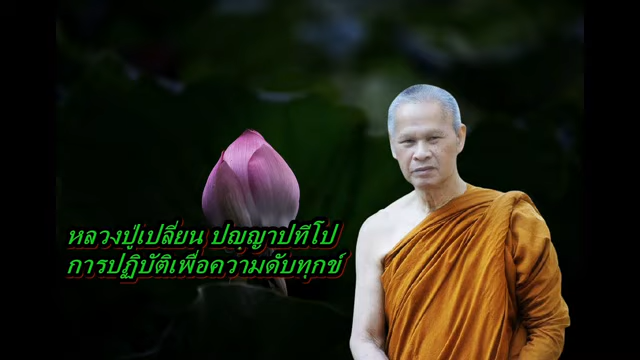 หลวงปู่เปลี่ยน ปญฺญาปทีโป
การปฏิบัติเพื่อความดับทุกข์